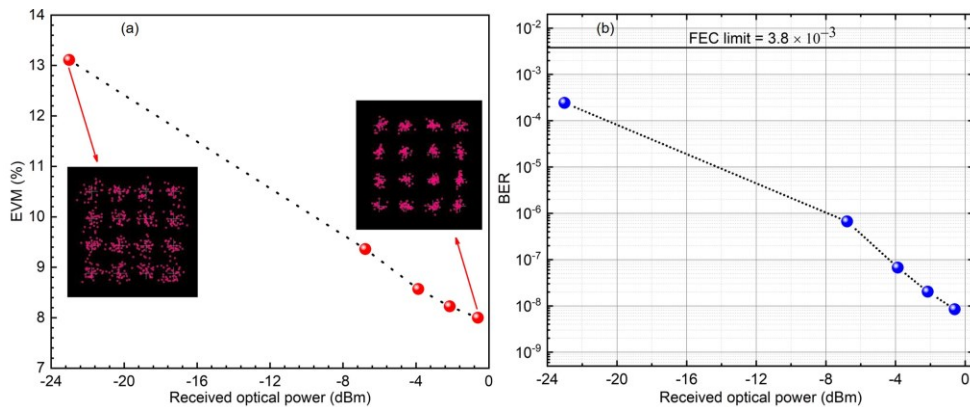 (a)
14
13
12
11
10
9
8
7
EVM (%)
-24 -20 -16 -12 -8 -4 0
Received optical power (dBm)
(b)
FEC limit = 3.8 × 10⁻³
10⁻²
10⁻³
10⁻⁴
10⁻⁵
10⁻⁶
10⁻⁷
10⁻⁸
10⁻⁹
BER
-24 -20 -16 -12 -8 -4 0
Received optical power (dBm)